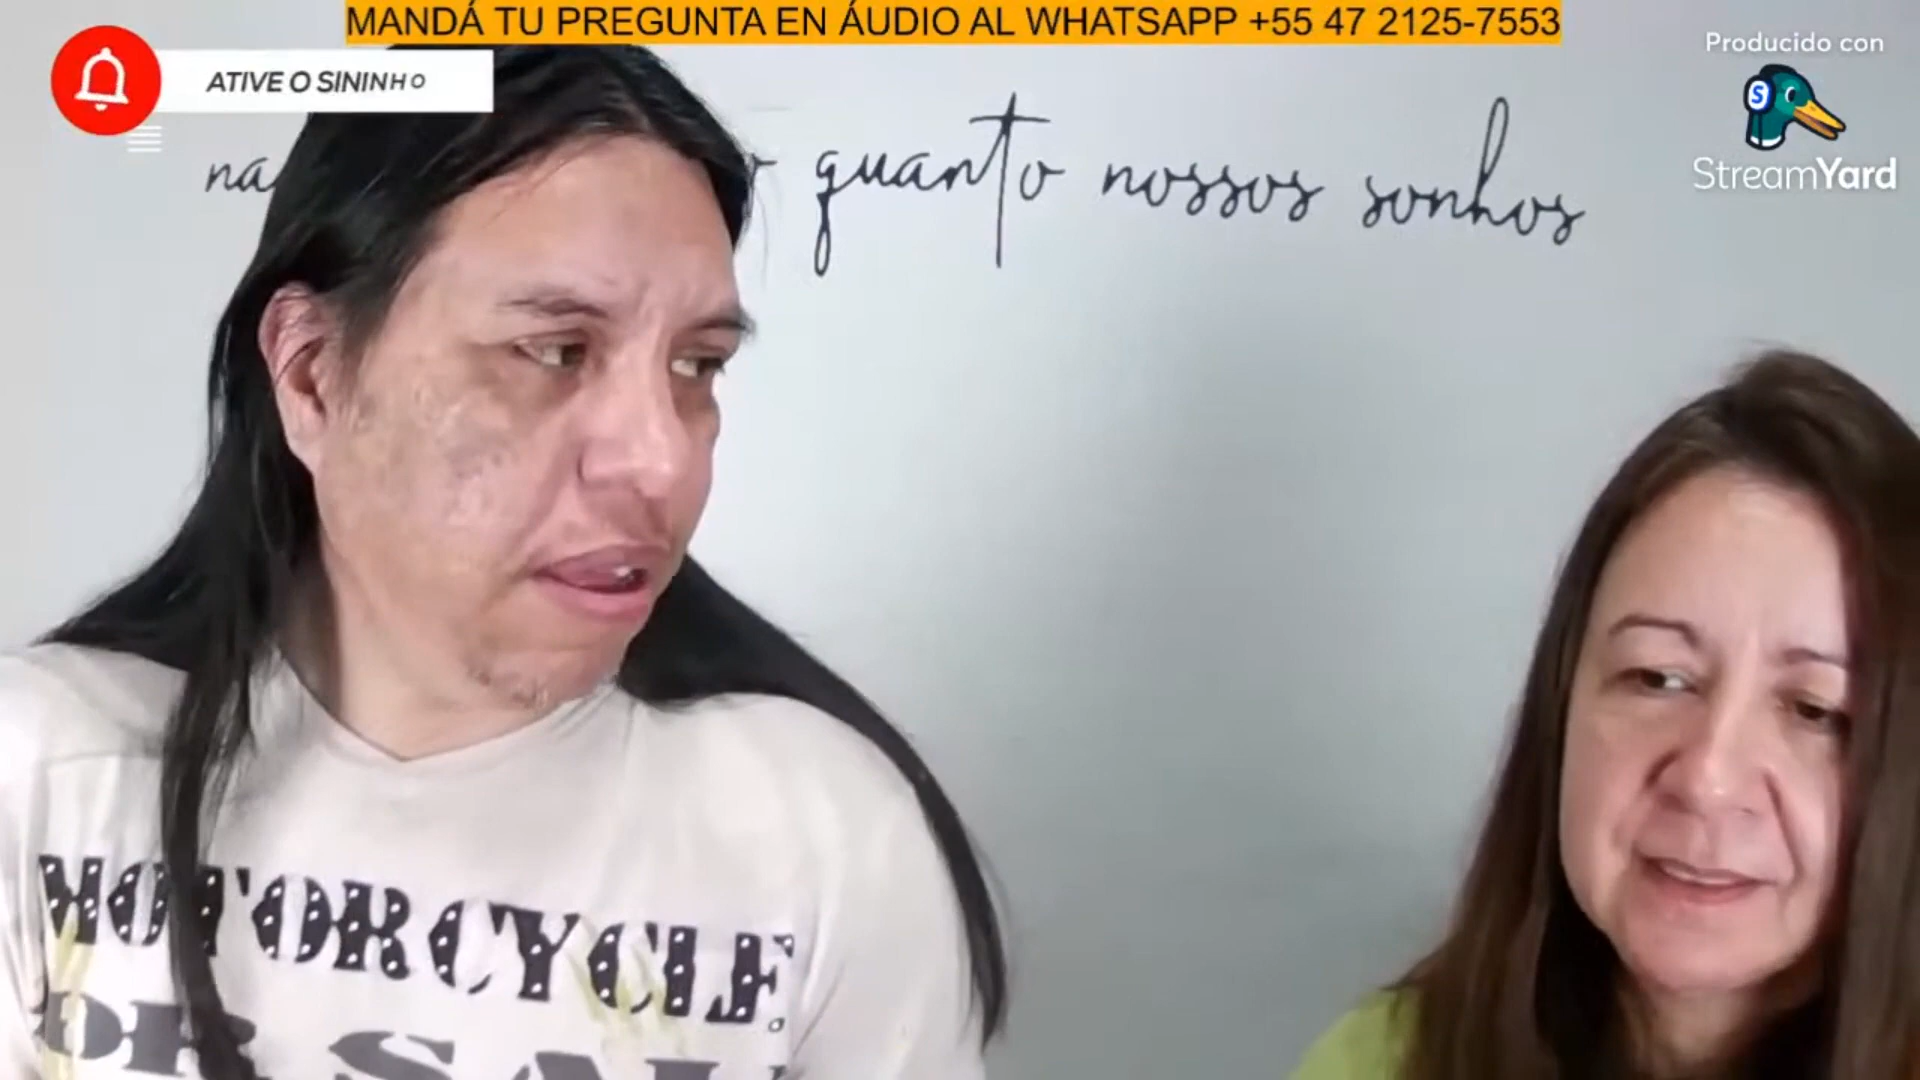 MANDÁ TU PREGUNTA EN ÁUDIO AL WHATSAPP +55 47 2125-7553
Producido con
ATIVE O SININHO
quanto nossos sonhos
StreamYard
MOTORCYCLE